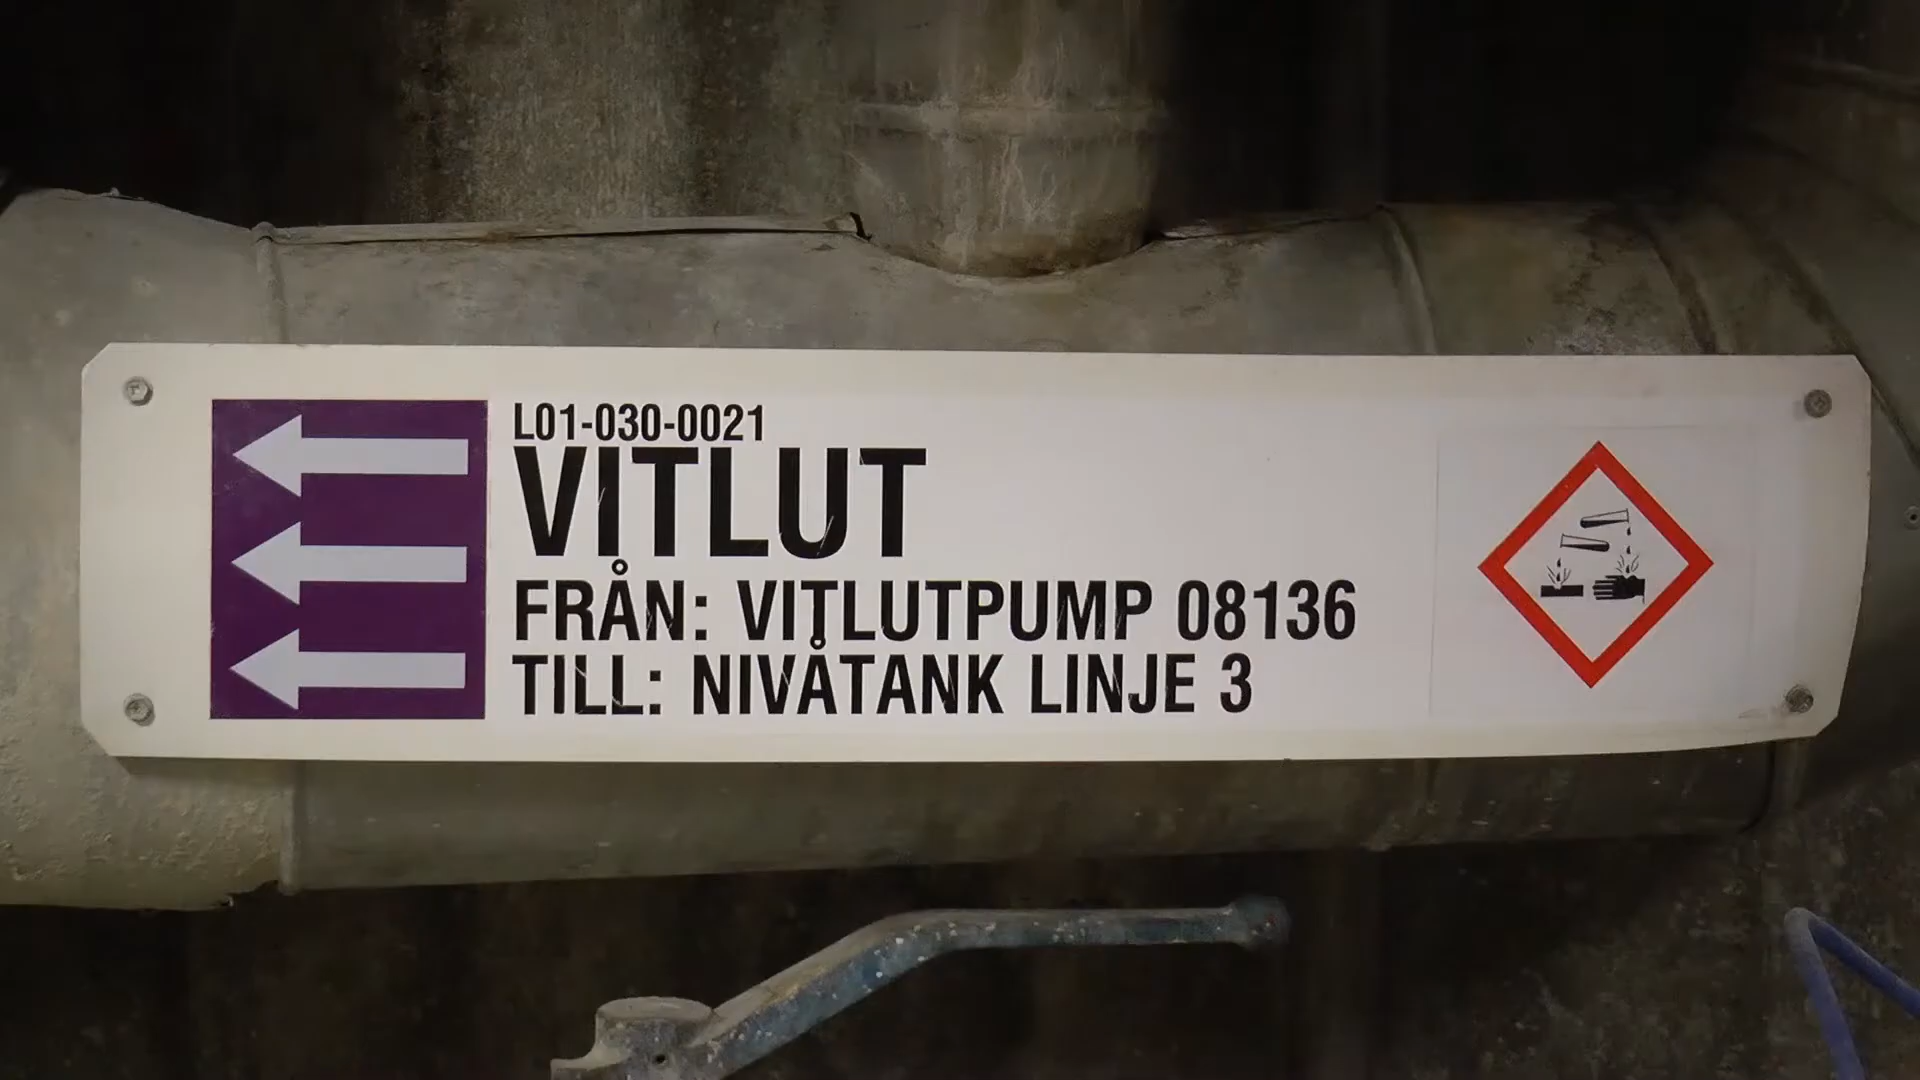 L01-030-0021
VITLUT
FRÅN: VITLUTPUMP 08136
TILL: NIVÅTANK LINJE 3